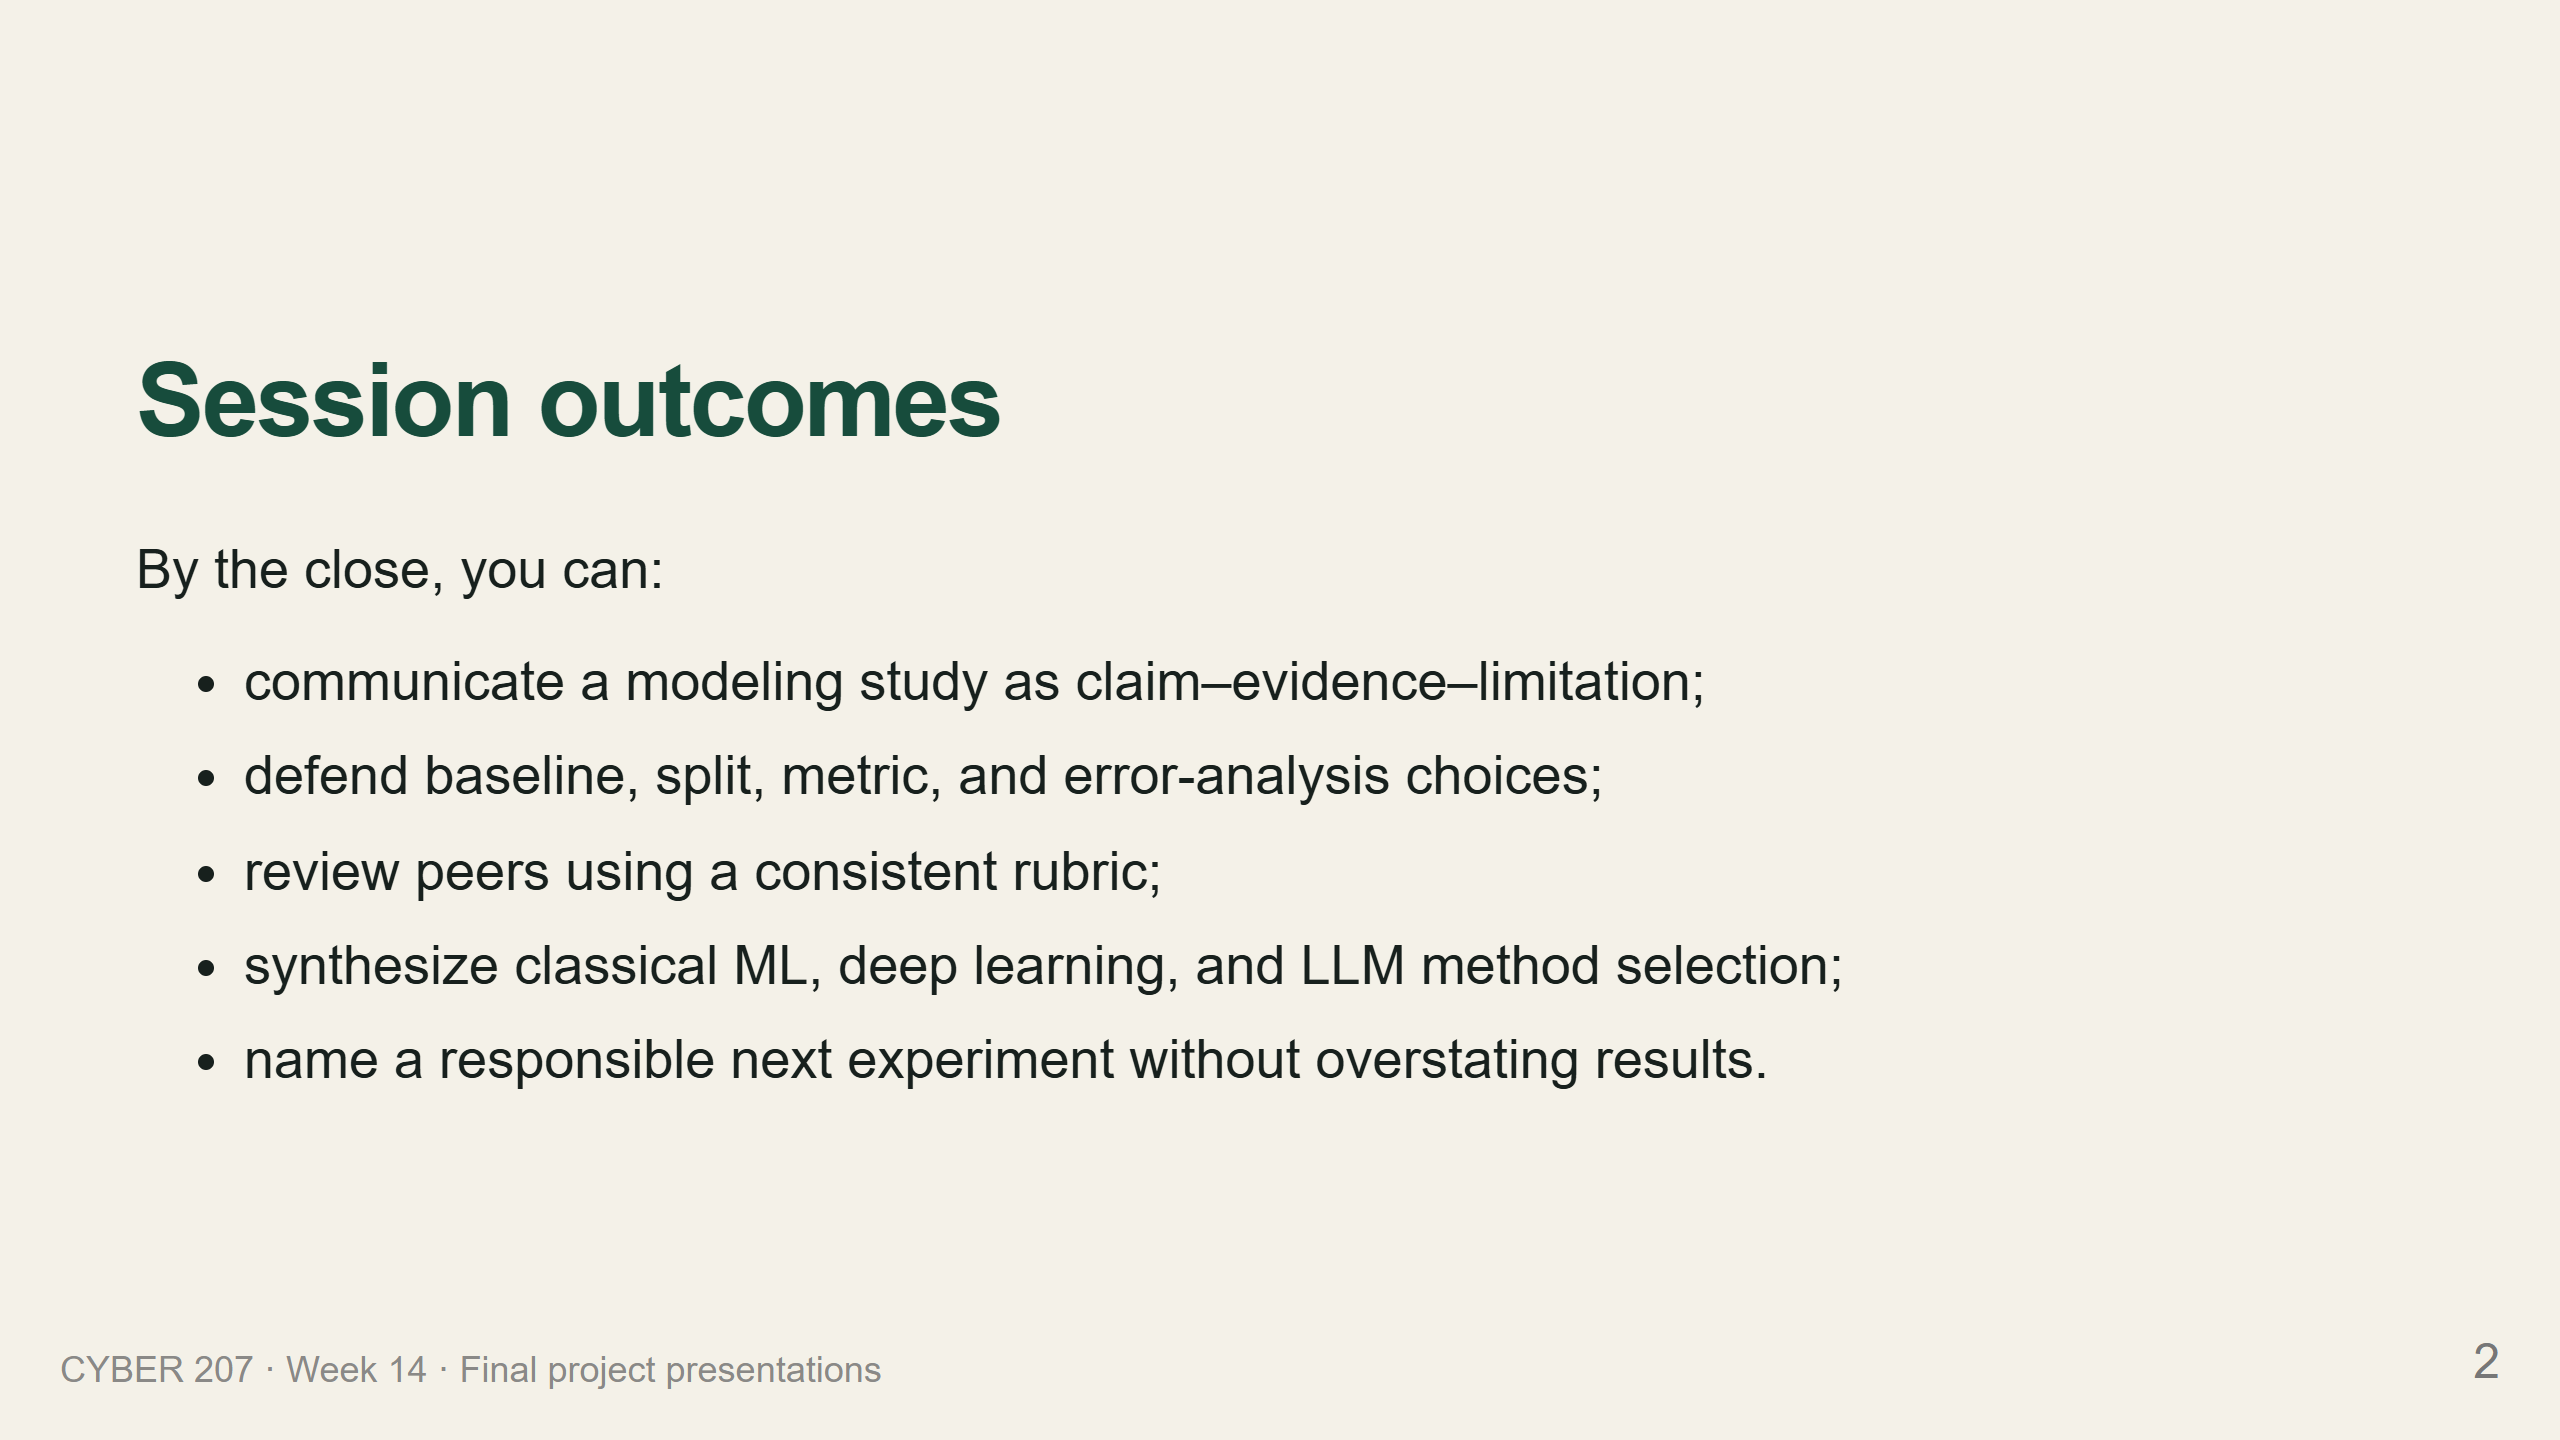 Session outcomes
By the close, you can:
• communicate a modeling study as claim–evidence–limitation;
• defend baseline, split, metric, and error-analysis choices;
• review peers using a consistent rubric;
• synthesize classical ML, deep learning, and LLM method selection;
• name a responsible next experiment without overstating results.
CYBER 207 · Week 14 · Final project presentations
2